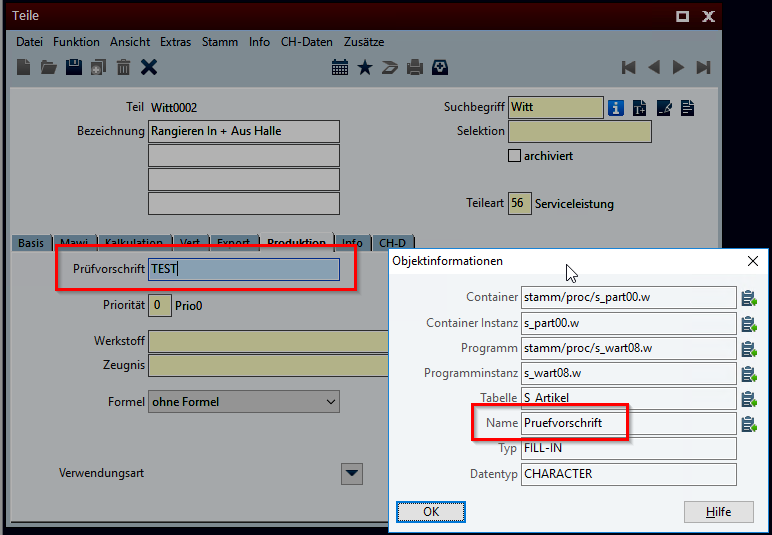 Teile
Datei Funktion Ansicht Extras Stamm Info CH-Daten Zusätze
Teil Witt0002
Suchbegriff Witt
Bezeichnung Rangieren In + Aus Halle
Selektion
archiviert
Teileart 56 Serviceleistung
Basis Mawi Kalkulation Vert Export Produktion Info CH-D
Prüfvorschrift TEST
Priorität 0 Prio0
Werkstoff
Zeugnis
Formel ohne Formel
Verwendungsart
Objektinformationen
Container stamm/proc/s_part00.w
Container Instanz s_part00.w
Programm stamm/proc/s_wart08.w
Programminstanz s_wart08.w
Tabelle S_Artikel
Name Pruefvorschrift
Typ FILL-IN
Datentyp CHARACTER
OK
Hilfe